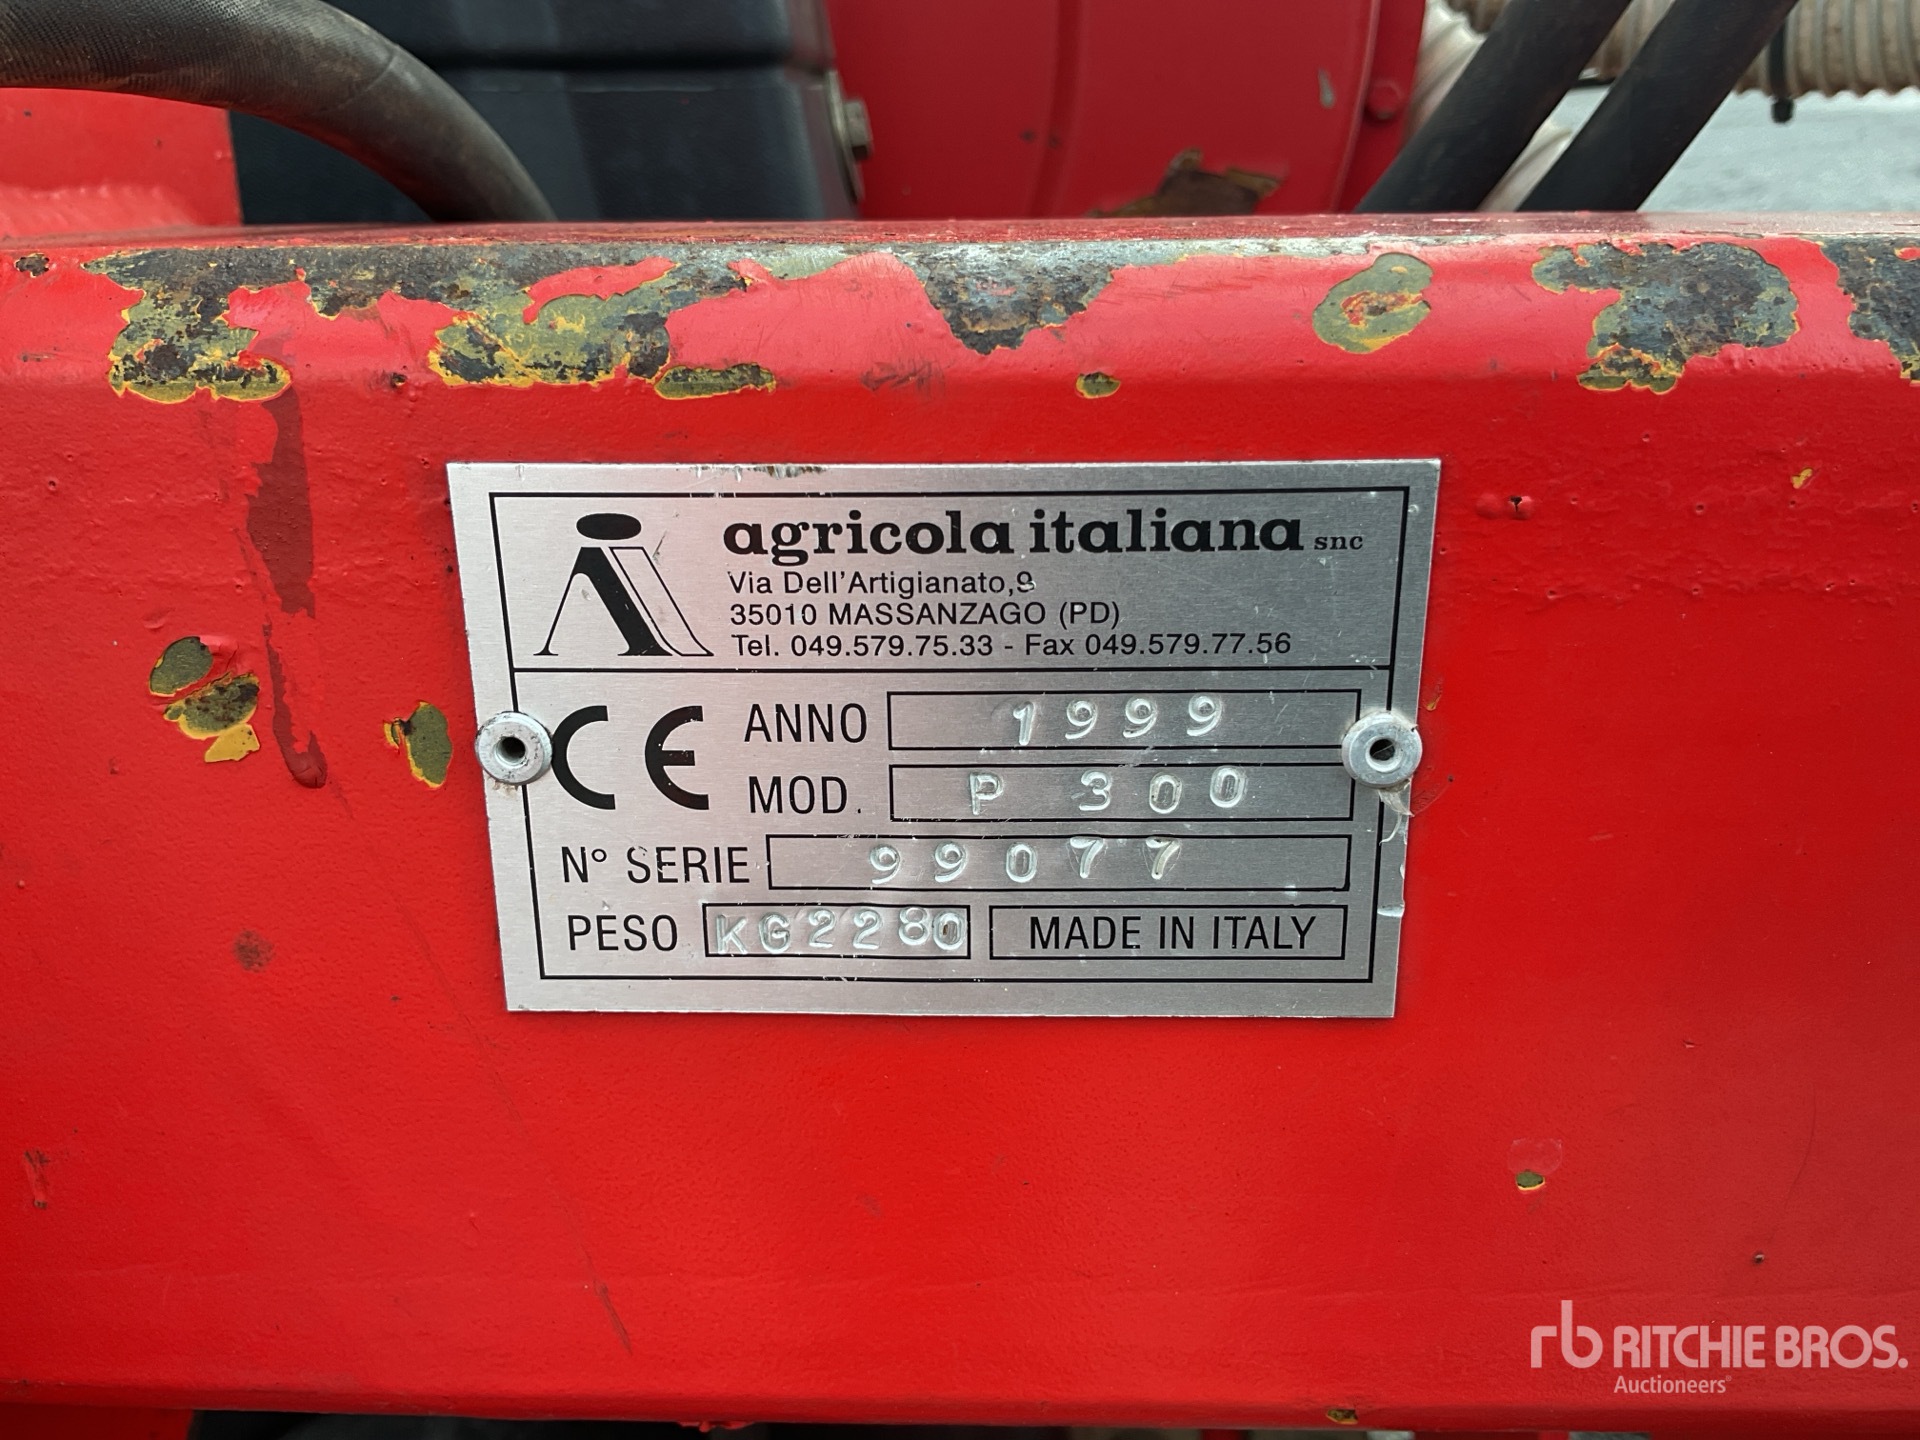 agricola italiana snc
Via Dell'Artigianato,9
35010 MASSANZAGO (PD)
Tel. 049.579.75.33 - Fax 049.579.77.56
CE
ANNO 1999
MOD. P 300
N° SERIE 99077
PESO KG2280 MADE IN ITALY
rb RITCHIE BROS.
Auctioneers